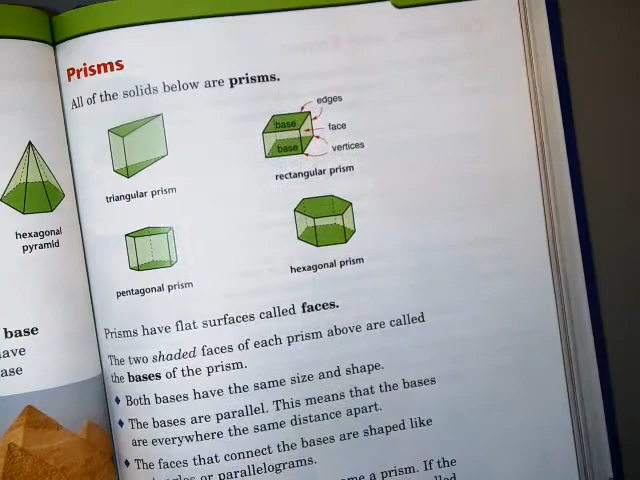 hexagonal
pyramid
base
ave
ase
Prisms
All of the solids below are prisms.
triangular prism
base
base
edges
face
vertices
rectangular prism
pentagonal prism
hexagonal prism
Prisms have flat surfaces called faces.
The two shaded faces of each prism above are called
the bases of the prism.
♦ Both bases have the same size and shape.
♦ The bases are parallel. This means that the bases
are everywhere the same distance apart.
♦ The faces that connect the bases are shaped like
or parallelograms.
me a prism. If the